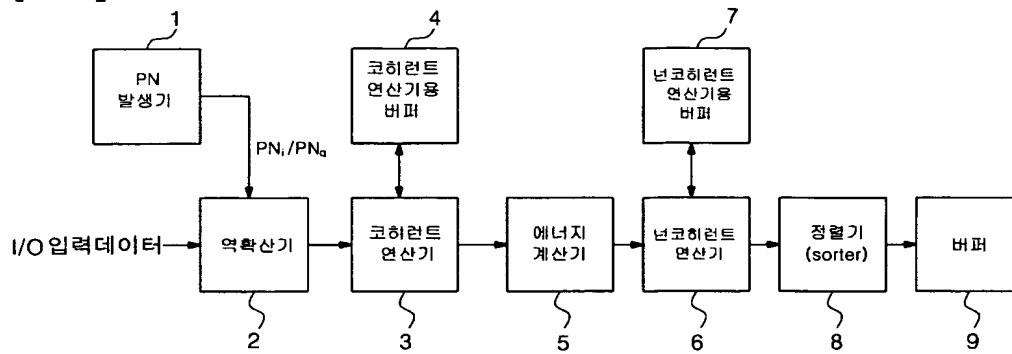 1
4
7
PN
발생기
코히런트
연산기용
버퍼
넌코히런트
연산기용
버퍼
PNi/PNq
I/O 입력데이터
역확산기
코히런트
연산기
에너지
계산기
넌코히런트
연산기
정렬기
(sorter)
버퍼
2
3
5
6
8
9